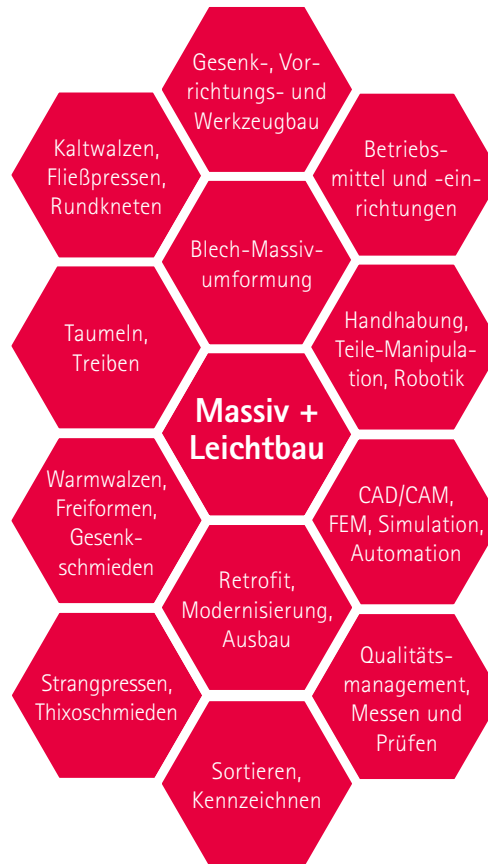 Gesenk-, Vor-
richtungs- und
Werkzeugbau
Kaltwalzen,
Fließpressen,
Rundkneten
Betriebs-
mittel und -ein-
richtungen
Blech-Massiv-
umformung
Taumeln,
Treiben
Handhabung,
Teile-Manipula-
tion, Robotik
Massiv +
Leichtbau
Warmwalzen,
Freiformen,
Gesenk-
schmieden
CAD/CAM,
FEM, Simulation,
Automation
Retrofit,
Modernisierung,
Ausbau
Strangpressen,
Thixoschmieden
Qualitäts-
management,
Messen und
Prüfen
Sortieren,
Kennzeichnen